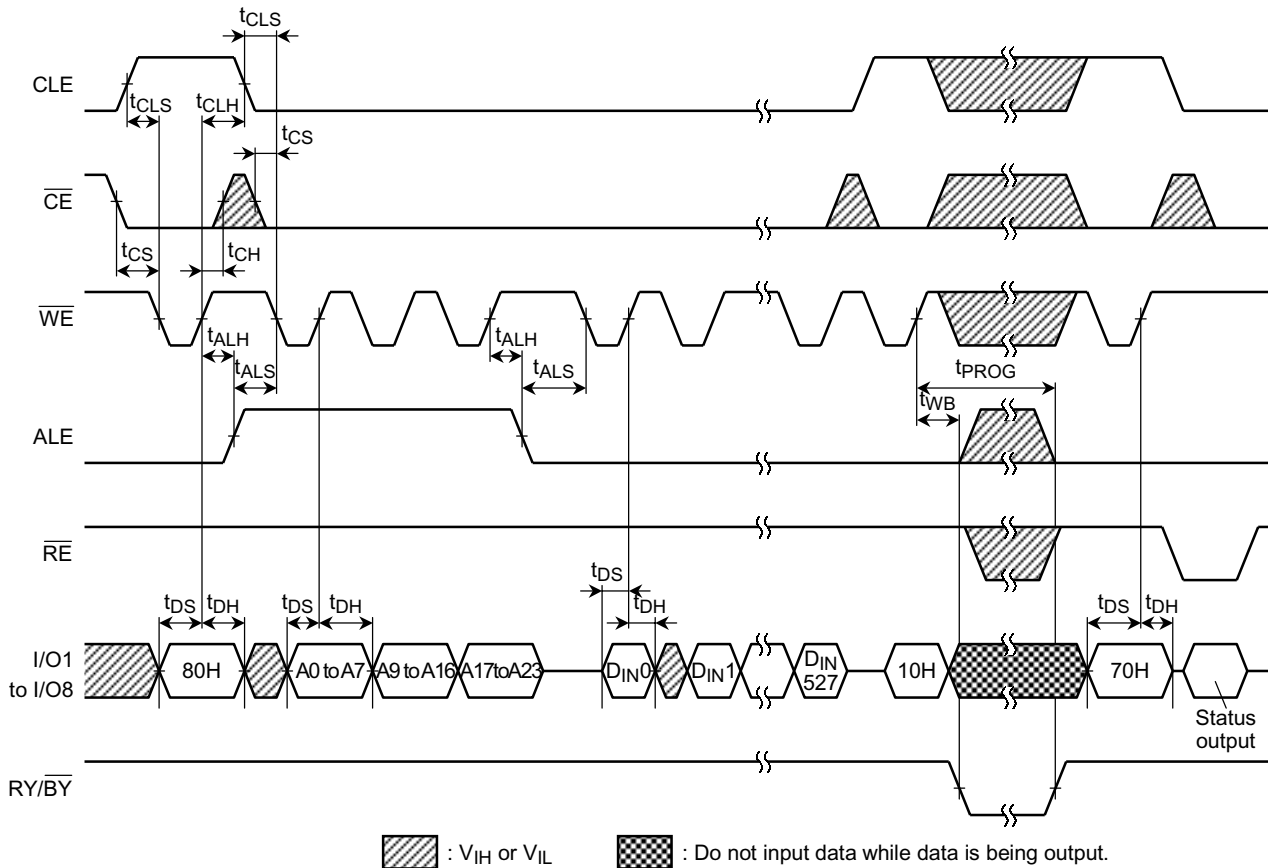 tCLS
CLE
tCLS tCLH
tCS
CE
tCS tCH
WE
tALH tALH
tALS tALS tPROG
tWB
ALE
RE
tDS
tDS tDH tDS tDH tDH tDS tDH
I/O1
to I/O8
80H A0 to A7 A9 to A16 A17 to A23 DIN0 DIN1 DIN
527 10H 70H
Status
output
RY/BY
: VIH or VIL : Do not input data while data is being output.